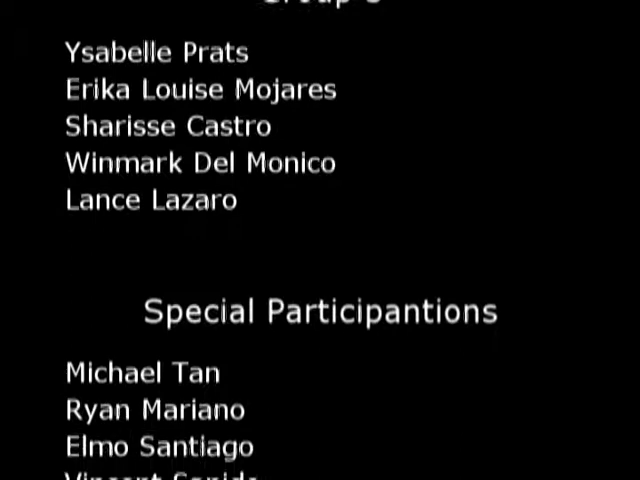 Ysabelle Prats
Erika Louise Mojares
Sharisse Castro
Winmark Del Monico
Lance Lazaro
Special Participantions
Michael Tan
Ryan Mariano
Elmo Santiago
Vincent